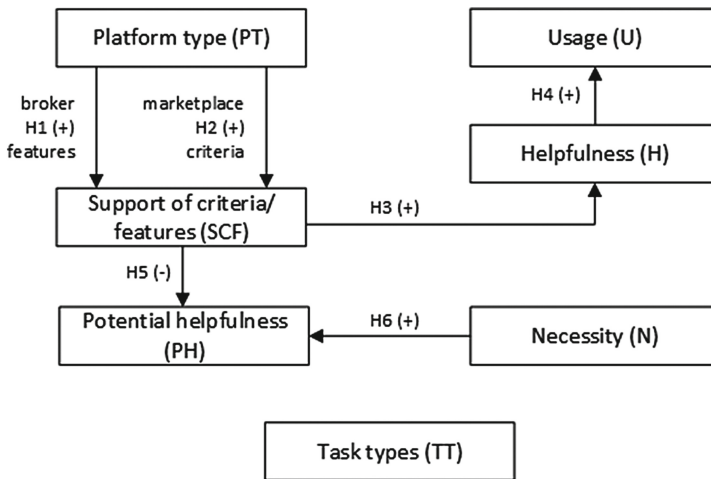 Platform type (PT)
Usage (U)
broker
H1 (+)
features
marketplace
H2 (+)
criteria
H4 (+)
Helpfulness (H)
Support of criteria/
features (SCF)
H3 (+)
H5 (-)
Potential helpfulness
(PH)
H6 (+)
Necessity (N)
Task types (TT)